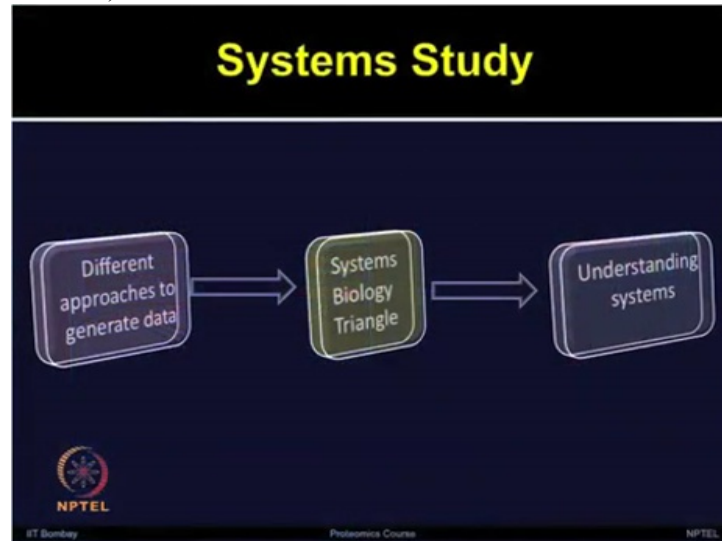 Systems Study
Different
approaches to
generate data
Systems
Biology
Triangle
Understanding
systems
NPTEL
IIT Bombay
Proteomics Course
NPTEL